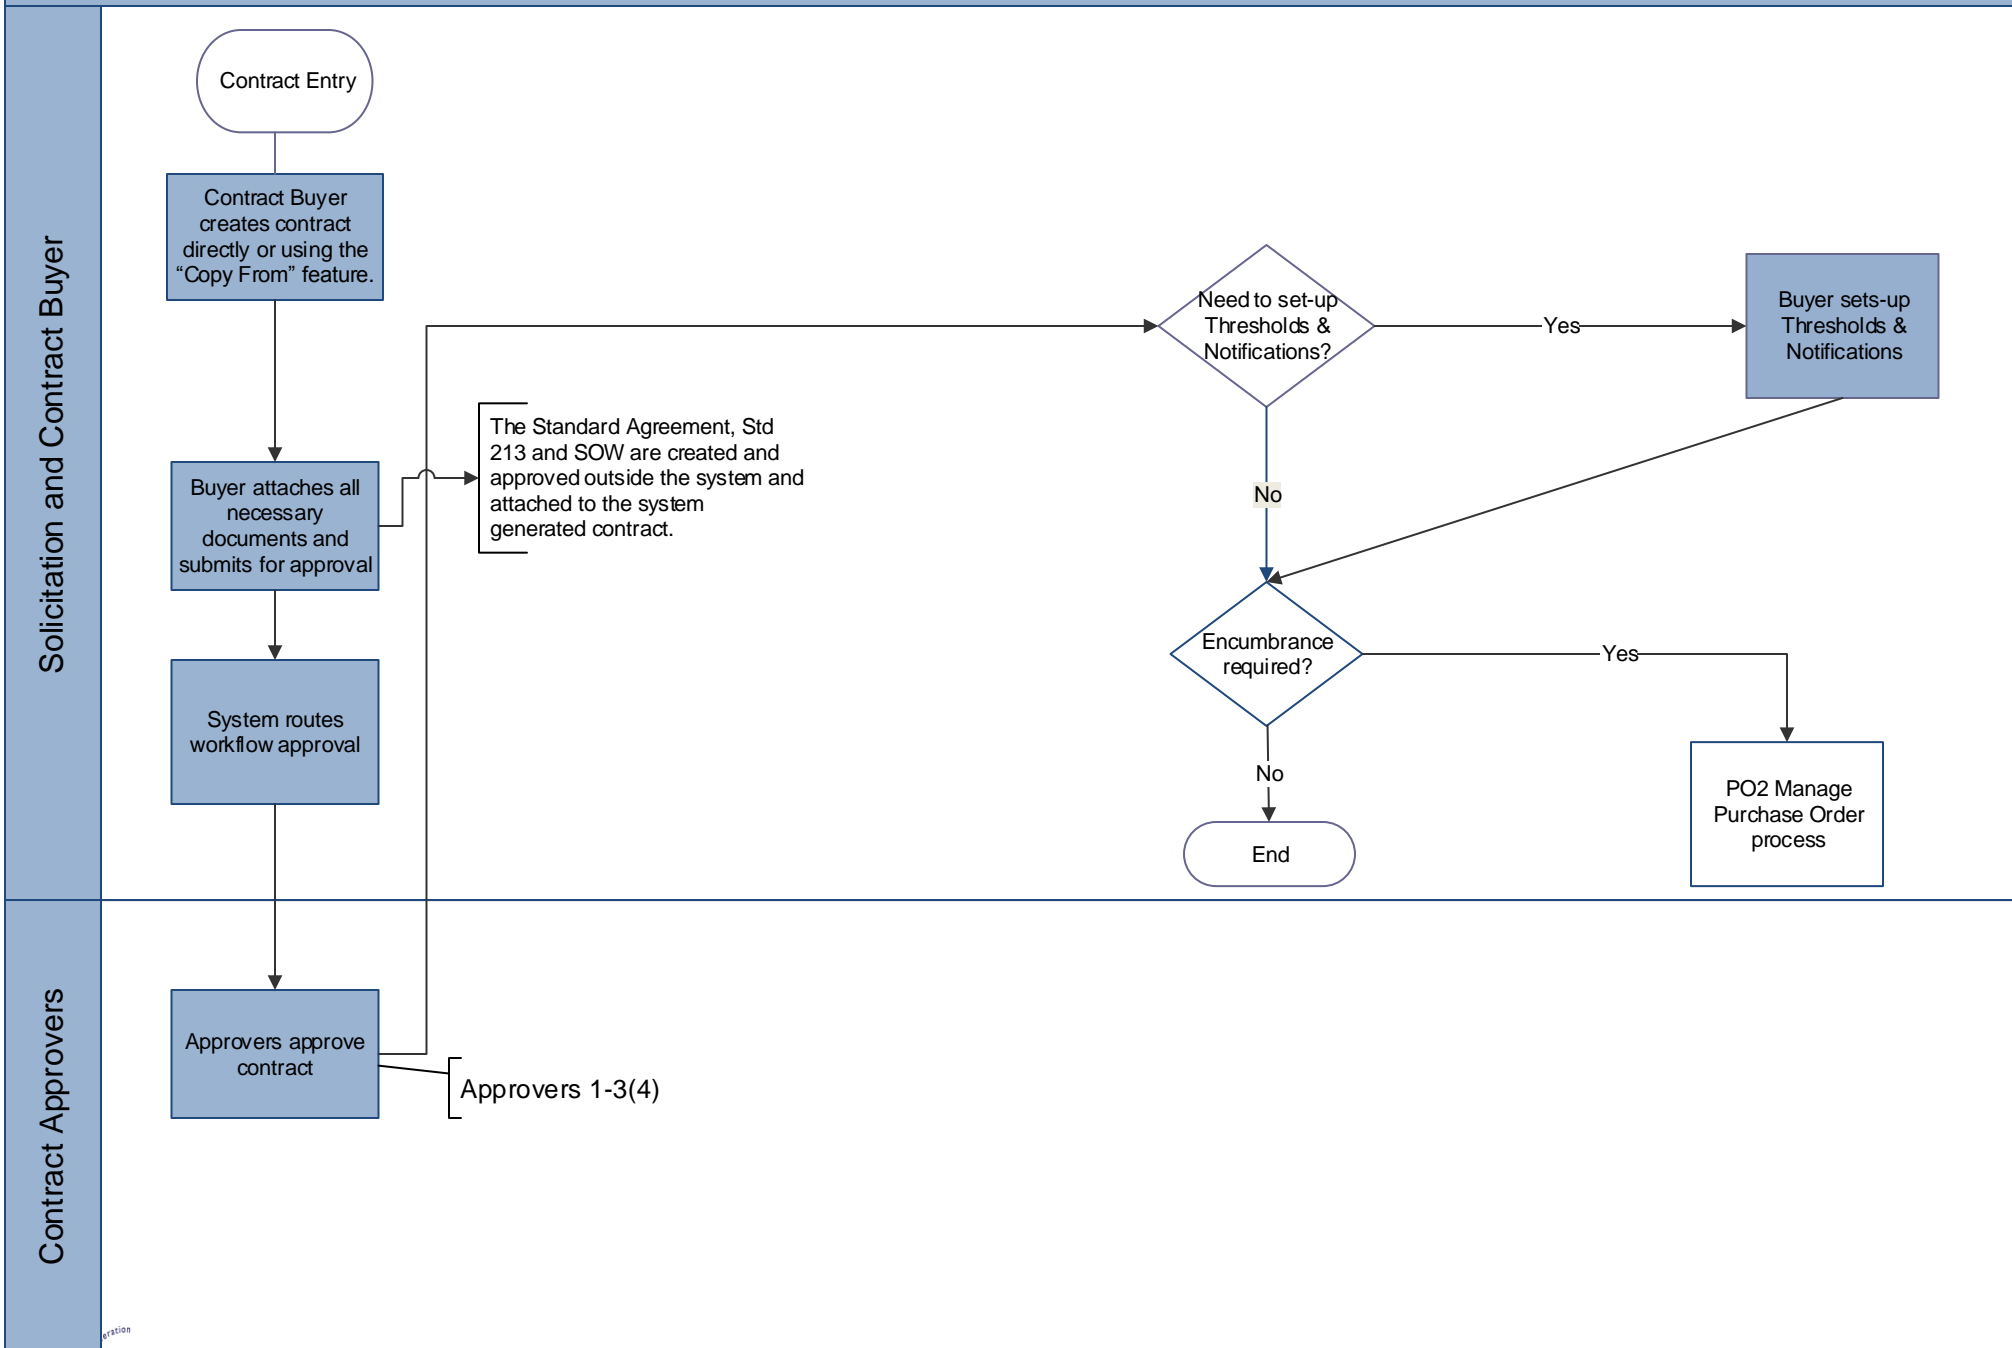 Solicitation and Contract Buyer
Contract Entry
Contract Buyer
creates contract
directly or using the
“Copy From” feature.
Buyer attaches all
necessary
documents and
submits for approval
The Standard Agreement, Std
213 and SOW are created and
approved outside the system and
attached to the system
generated contract.
System routes
workflow approval
Need to set-up
Thresholds &
Notifications?
Yes
Buyer sets-up
Thresholds &
Notifications
No
Encumbrance
required?
Yes
No
End
PO2 Manage
Purchase Order
process
Contract Approvers
Approvers approve
contract
Approvers 1-3(4)
eration